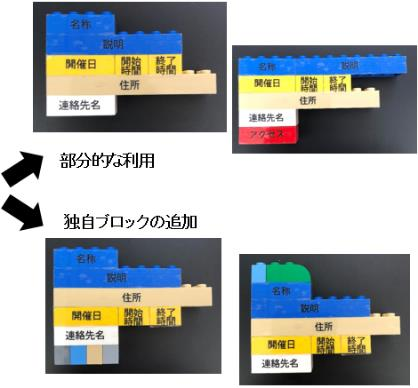 名称
説明
開催日 開始時間 終了時間
住所
連絡先名
名称 説明
開催日 開始時間 終了時間
住所
連絡先名
アクセス
部分的な利用
独自ブロックの追加
名称
説明
住所
開催日 開始時間 終了時間
連絡先名
名称
説明
住所
開催日 開始時間 終了時間
連絡先名